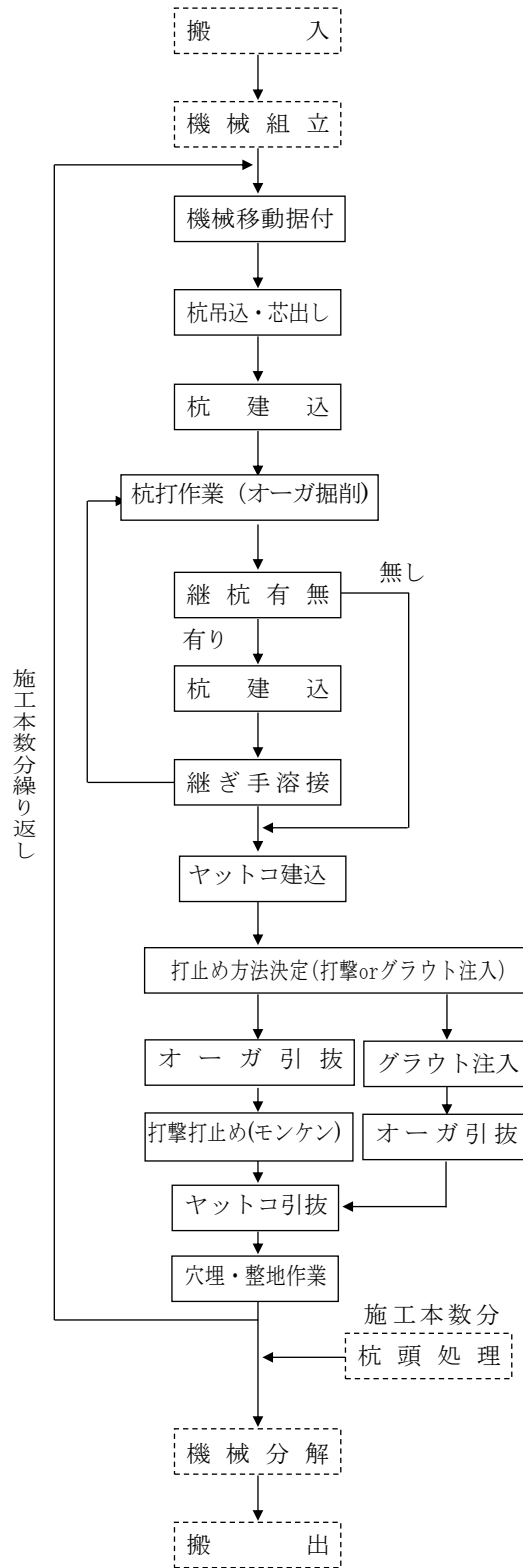 搬入
機械組立
機械移動据付
杭吊込・芯出し
杭建込
杭打作業（オーガ掘削）
無し
継杭有無
有り
杭建込
施工本数分繰り返し
継ぎ手溶接
ヤットコ建込
打止め方法決定(打撃orグラウト注入)
オーガ引抜
グラウト注入
打撃打止め(モンケン)
オーガ引抜
ヤットコ引抜
穴埋・整地作業
施工本数分
杭頭処理
機械分解
搬出